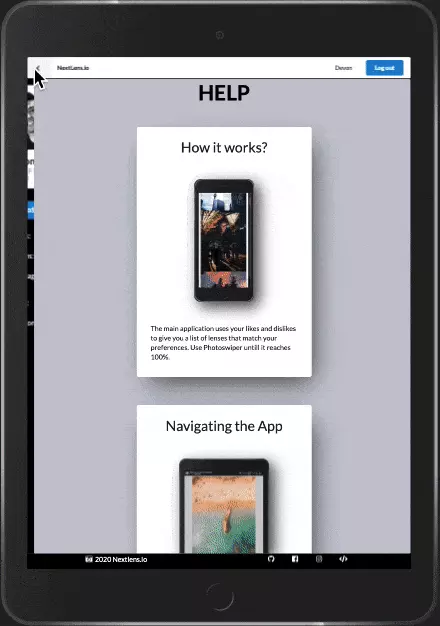 NextLens.io
Devon
Log out
HELP
How it works?
The main application uses your likes and dislikes
to give you a list of lenses that match your
preferences. Use Photoswiper untill it reaches
100%.
Navigating the App
2020 Nextlens.io